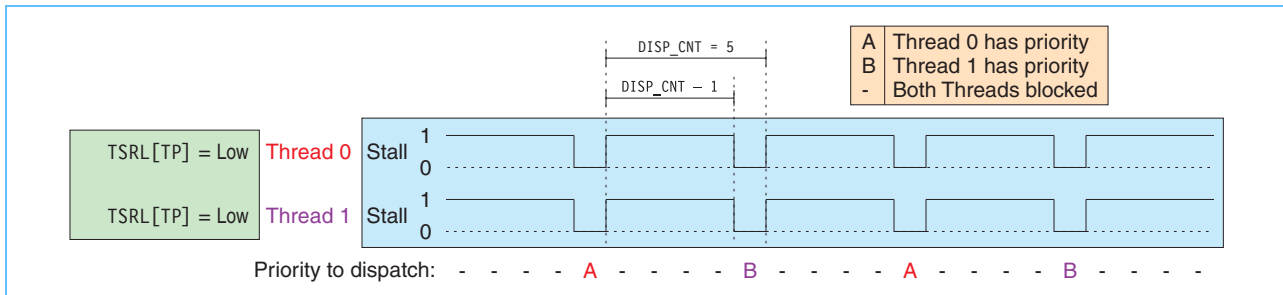 DISP_CNT = 5
A Thread 0 has priority
B Thread 1 has priority
- Both Threads blocked
DISP_CNT – 1
TSRL[TP] = Low Thread 0 Stall 1
0
TSRL[TP] = Low Thread 1 Stall 1
0
Priority to dispatch: - - - - A - - - - B - - - - A - - - - B - - - -